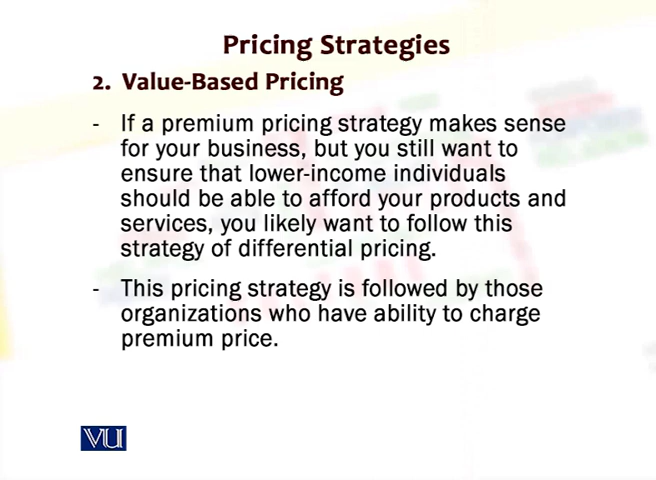 Pricing Strategies
2. Value-Based Pricing
- If a premium pricing strategy makes sense
for your business, but you still want to
ensure that lower-income individuals
should be able to afford your products and
services, you likely want to follow this
strategy of differential pricing.
- This pricing strategy is followed by those
organizations who have ability to charge
premium price.
VU